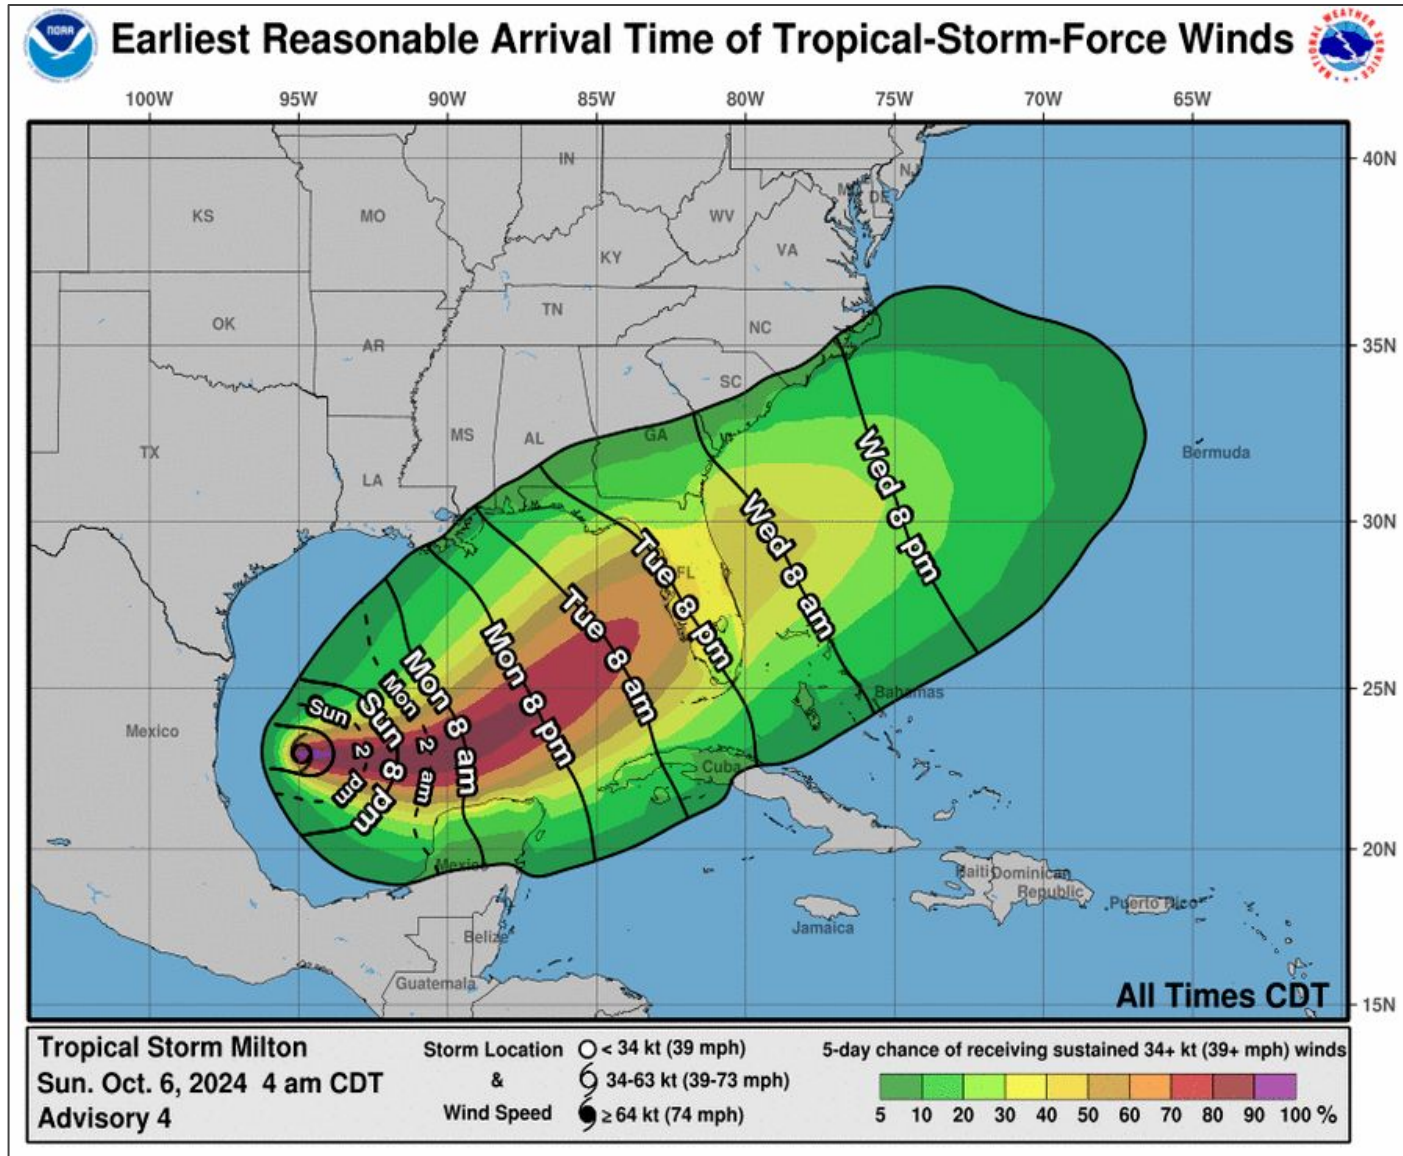 NOAA
Earliest Reasonable Arrival Time of Tropical-Storm-Force Winds
NATIONAL WEATHER SERVICE
100W 95W 90W 85W 80W 75W 70W 65W
40N
35N
30N
25N
20N
15N
IN
NJ
DE
KS
MO
WV
VA
KY
OK
TN
NC
AR
SC
TX
MS
AL
GA
LA
Bermuda
FL
Mexico
Bahamas
Cuba
Mexico
Haiti
Dominican
Republic
Puerto Rico
Jamaica
Belize
Guatemala
Sun 2 pm
Sun 8 pm
Mon 2 am
Mon 8 am
Mon 8 pm
Tue 8 am
Tue 8 pm
Wed 8 am
Wed 8 pm
All Times CDT
Tropical Storm Milton
Sun. Oct. 6, 2024 4 am CDT
Advisory 4
Storm Location
&
Wind Speed
< 34 kt (39 mph)
34-63 kt (39-73 mph)
≥ 64 kt (74 mph)
5-day chance of receiving sustained 34+ kt (39+ mph) winds
5 10 20 30 40 50 60 70 80 90 100 %